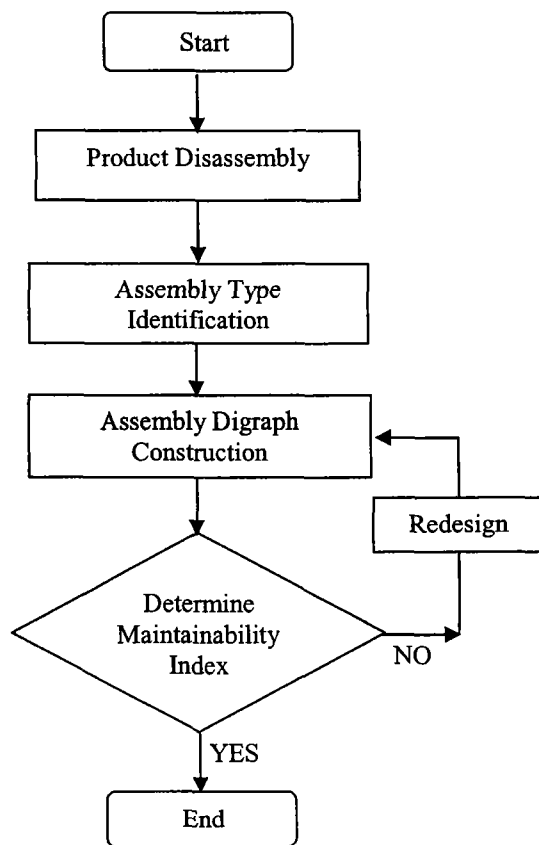 Start
Product Disassembly
Assembly Type
Identification
Assembly Digraph
Construction
Redesign
Determine
Maintainability
Index
NO
YES
End